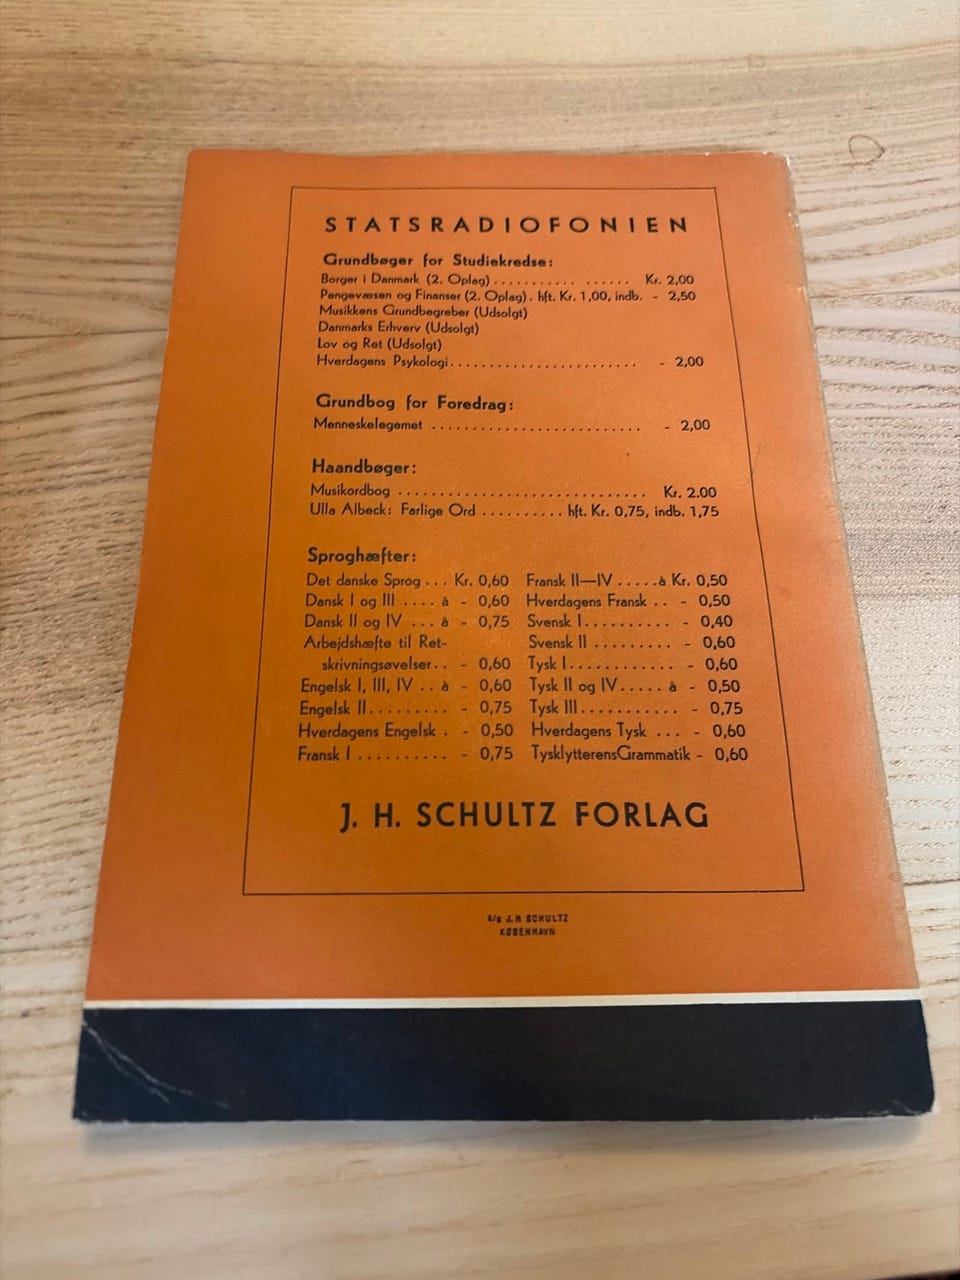 STATSRADIOFONIEN
Grundbøger for Studiekredse:
Borger i Danmark (2. Oplag) ........... ...... Kr. 2,00
Pengevæsen og Finanser (2. Oplag). hft. Kr. 1,00, indb. - 2,50
Musikkens Grundbegreber (Udsolgt)
Danmarks Erhverv (Udsolgt)
Lov og Ret (Udsolgt)
Hverdagens Psykologi........................ - 2,00
Grundbog for Foredrag:
Menneskelegemet ........................... - 2,00
Haandbøger:
Musikordbog ................................ Kr. 2.00
Ulla Albeck: Farlige Ord .......... hft. Kr. 0,75, indb. 1,75
Sproghæfter:
Det danske Sprog ... Kr. 0,60
Dansk I og III .... à - 0,60
Dansk II og IV ... à - 0,75
Arbejdshæfte til Ret-
skrivningsøvelser.. - 0,60
Engelsk I, III, IV .. à - 0,60
Engelsk II......... - 0,75
Hverdagens Engelsk . - 0,50
Fransk I .......... - 0,75
Fransk II—IV .....à Kr. 0,50
Hverdagens Fransk .. - 0,50
Svensk I.......... - 0,40
Svensk II ......... - 0,60
Tysk I............ - 0,60
Tysk II og IV..... à - 0,50
Tysk III........... - 0,75
Hverdagens Tysk ... - 0,60
TysklytterensGrammatik - 0,60
J. H. SCHULTZ FORLAG
A/S J. H. SCHULTZ
KØBENHAVN